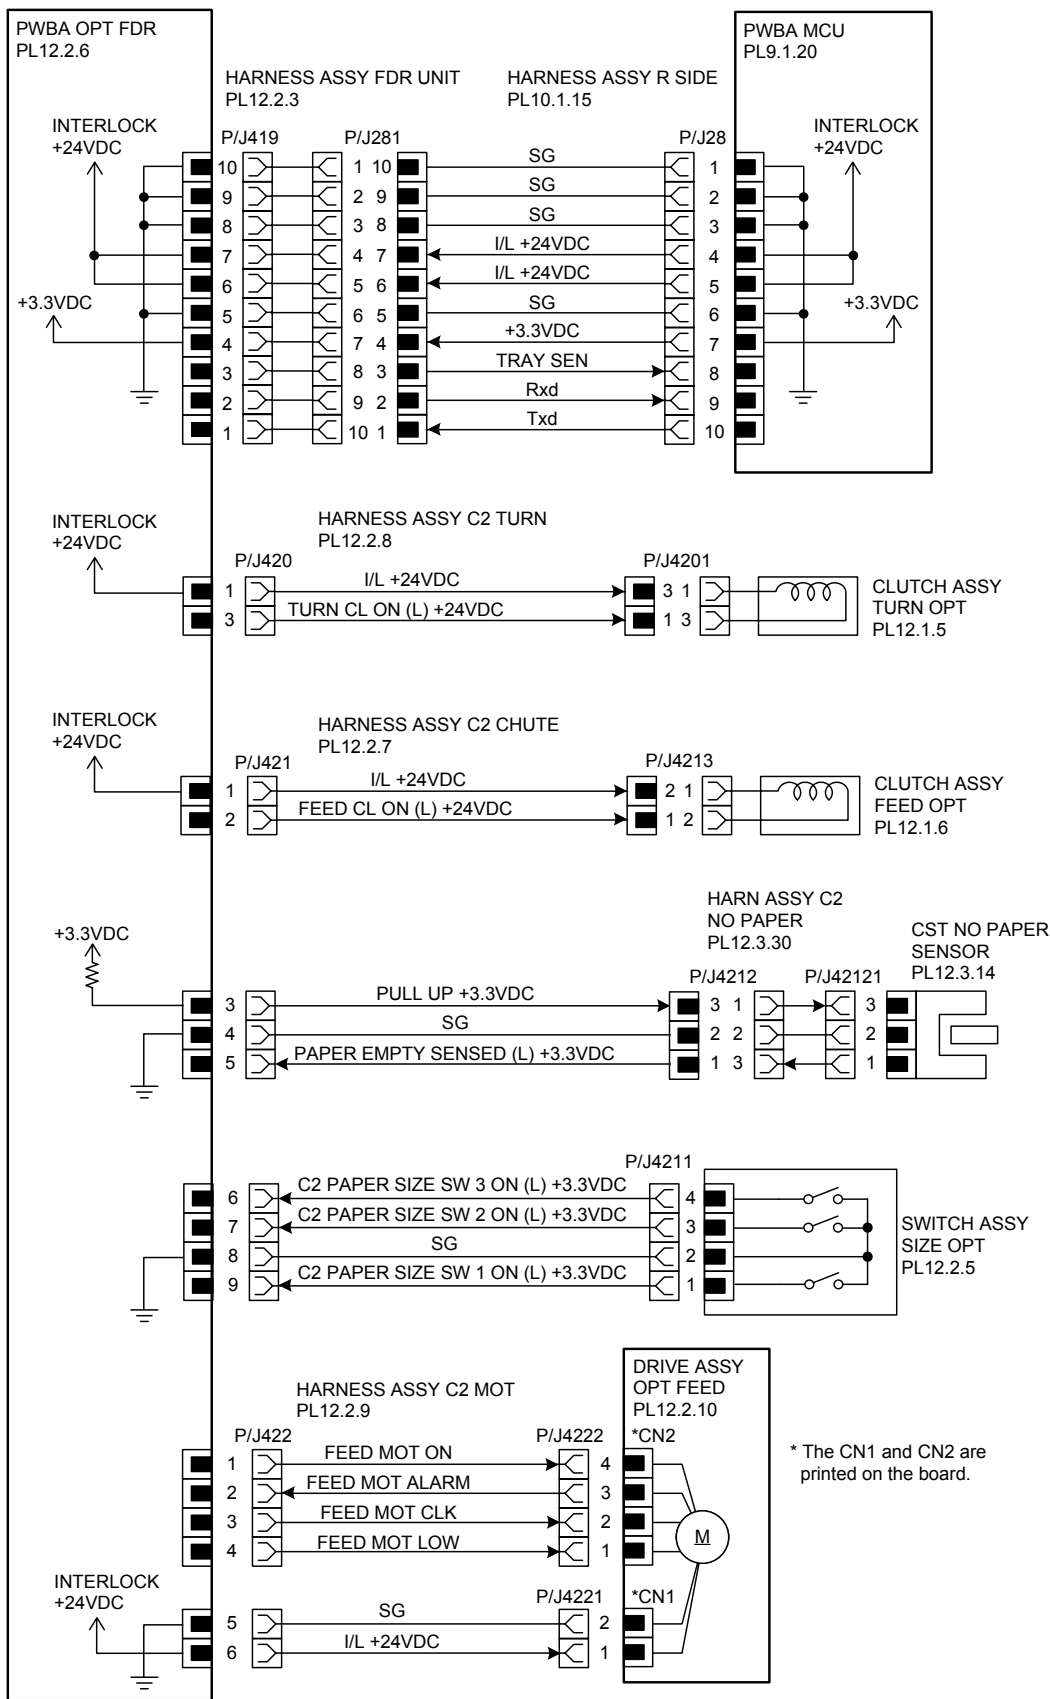 PWBA OPT FDR
PL12.2.6
PWBA MCU
PL9.1.20
HARNESS ASSY FDR UNIT
PL12.2.3
HARNESS ASSY R SIDE
PL10.1.15
INTERLOCK
+24VDC
P/J419
P/J281
P/J28
INTERLOCK
+24VDC
10 1 10 SG 1
9 2 9 SG 2
8 3 8 SG 3
7 4 7 I/L +24VDC 4
6 5 6 I/L +24VDC 5
+3.3VDC
5 6 5 SG 6
+3.3VDC
4 7 4 +3.3VDC 7
3 8 3 TRAY SEN 8
2 9 2 Rxd 9
1 10 1 Txd 10
INTERLOCK
+24VDC
HARNESS ASSY C2 TURN
PL12.2.8
P/J420
P/J4201
1 I/L +24VDC 3 1
3 TURN CL ON (L) +24VDC 1 3
CLUTCH ASSY
TURN OPT
PL12.1.5
INTERLOCK
+24VDC
HARNESS ASSY C2 CHUTE
PL12.2.7
P/J421
P/J4213
1 I/L +24VDC 2 1
2 FEED CL ON (L) +24VDC 1 2
CLUTCH ASSY
FEED OPT
PL12.1.6
HARN ASSY C2
NO PAPER
PL12.3.30
CST NO PAPER
SENSOR
PL12.3.14
+3.3VDC
P/J4212
P/J42121
3 PULL UP +3.3VDC 3 1 3
4 SG 2 2 2
5 PAPER EMPTY SENSED (L) +3.3VDC 1 3 1
P/J4211
6 C2 PAPER SIZE SW 3 ON (L) +3.3VDC 4
7 C2 PAPER SIZE SW 2 ON (L) +3.3VDC 3
8 SG 2
9 C2 PAPER SIZE SW 1 ON (L) +3.3VDC 1
SWITCH ASSY
SIZE OPT
PL12.2.5
HARNESS ASSY C2 MOT
PL12.2.9
DRIVE ASSY
OPT FEED
PL12.2.10
P/J422
P/J4222
*CN2
1 FEED MOT ON 4
2 FEED MOT ALARM 3
3 FEED MOT CLK 2
4 FEED MOT LOW 1
M
* The CN1 and CN2 are
printed on the board.
INTERLOCK
+24VDC
P/J4221
*CN1
5 SG 2
6 I/L +24VDC 1